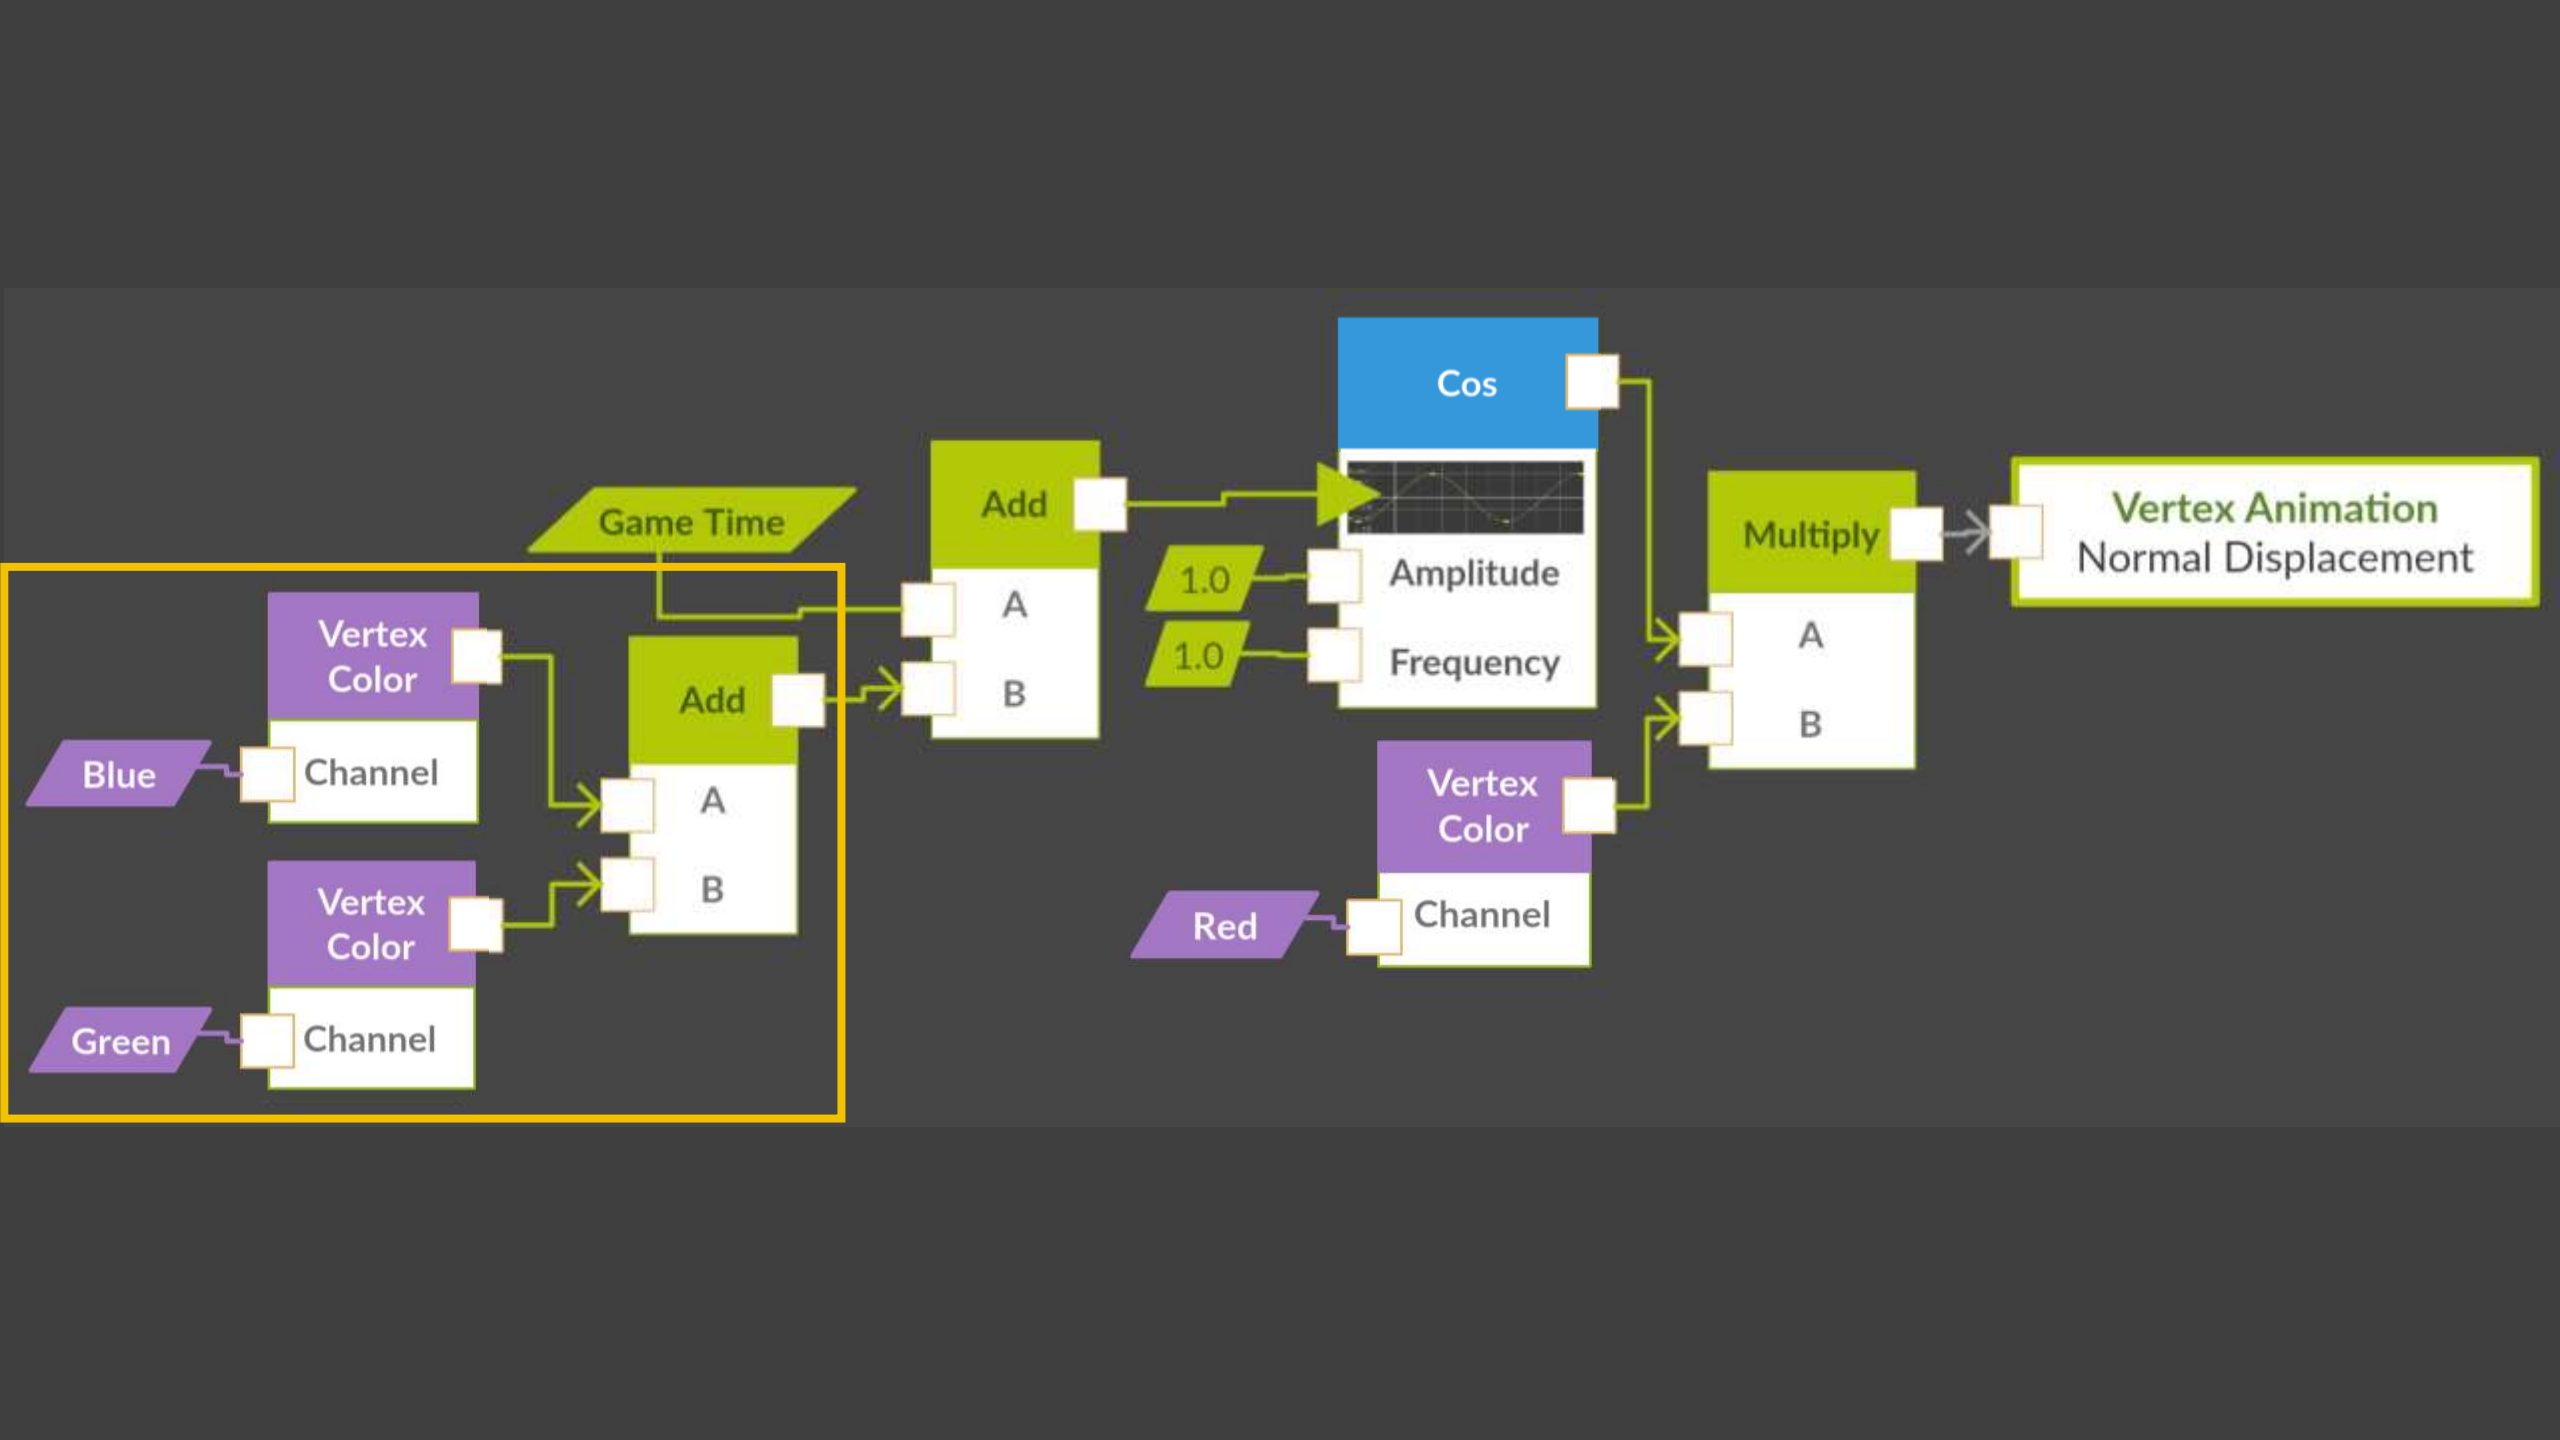 Game Time
Vertex
Color
Blue
Channel
Vertex
Color
Green
Channel
Add
A
B
Add
A
B
Cos
1.0
Amplitude
1.0
Frequency
Vertex
Color
Red
Channel
Multiply
A
B
Vertex Animation
Normal Displacement